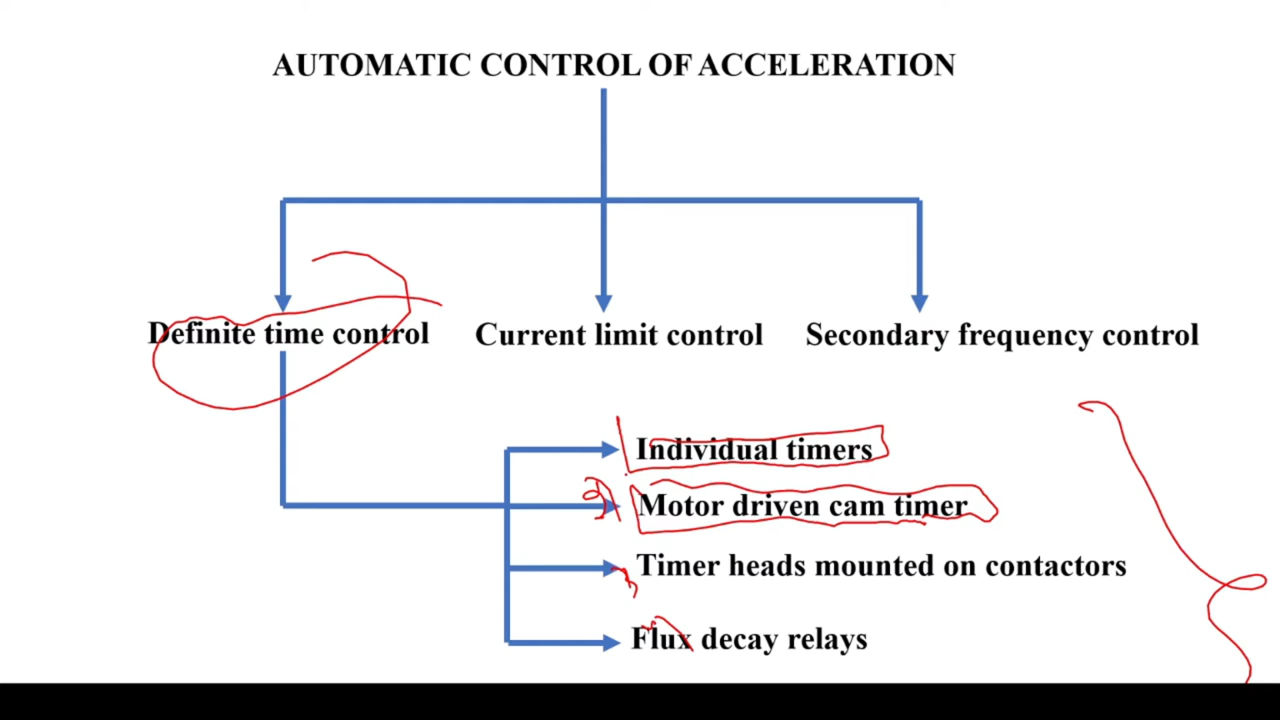 AUTOMATIC CONTROL OF ACCELERATION
Definite time control
Current limit control
Secondary frequency control
Individual timers
2)
Motor driven cam timer
Timer heads mounted on contactors
Flux decay relays